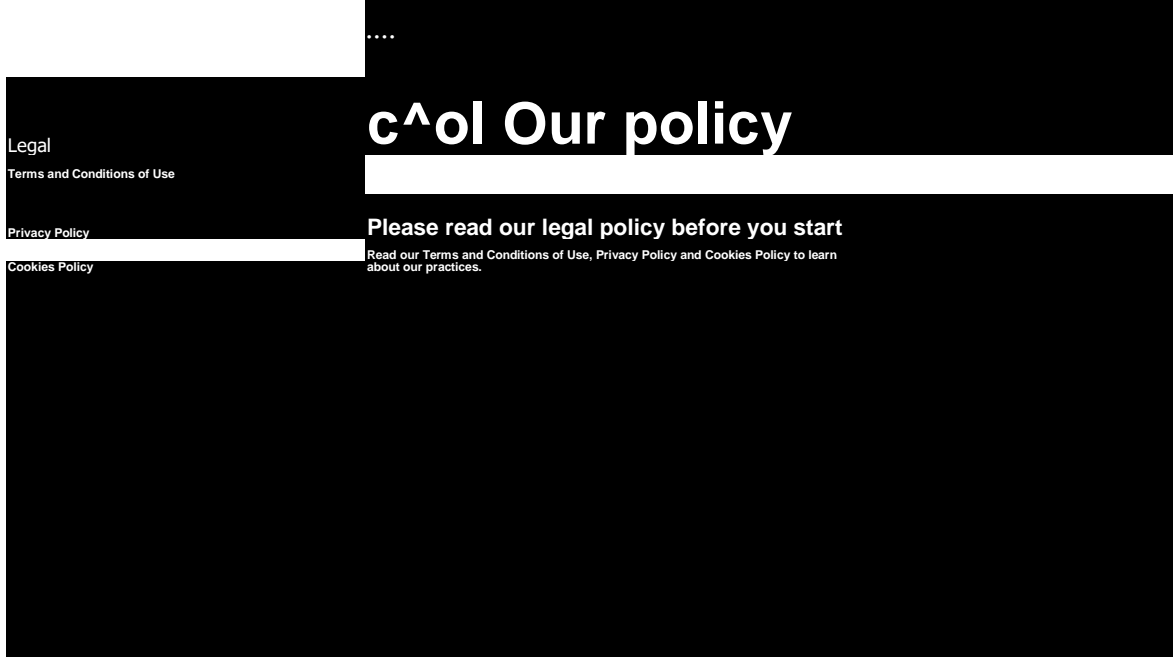 ....
c^ol Our policy
Legal
Terms and Conditions of Use
Privacy Policy
Cookies Policy
Please read our legal policy before you start
Read our Terms and Conditions of Use, Privacy Policy and Cookies Policy to learn
about our practices.